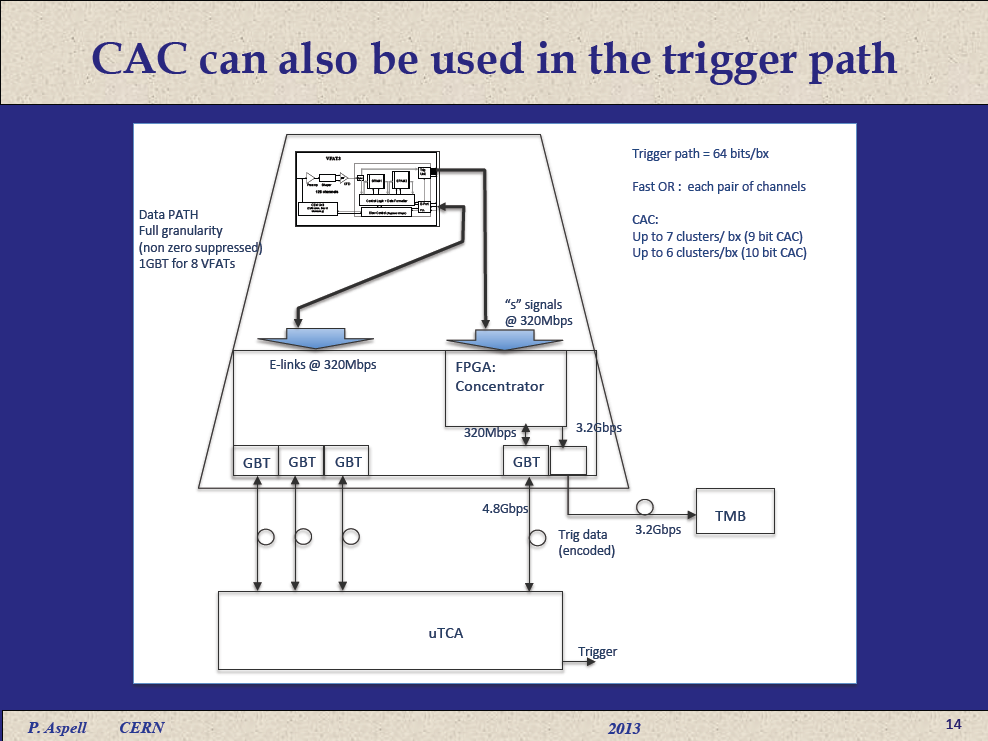 CAC can also be used in the trigger path
VFAT3
128 channels
Trigger path = 64 bits/bx
Fast OR : each pair of channels
CAC:
Up to 7 clusters/ bx (9 bit CAC)
Up to 6 clusters/bx (10 bit CAC)
Data PATH
Full granularity
(non zero suppressed)
1GBT for 8 VFATs
“s” signals
@ 320Mbps
E-links @ 320Mbps
FPGA:
Concentrator
320Mbps
3.2Gbps
GBT
GBT
GBT
GBT
4.8Gbps
Trig data
(encoded)
3.2Gbps
TMB
uTCA
Trigger
P. Aspell CERN
2013
14